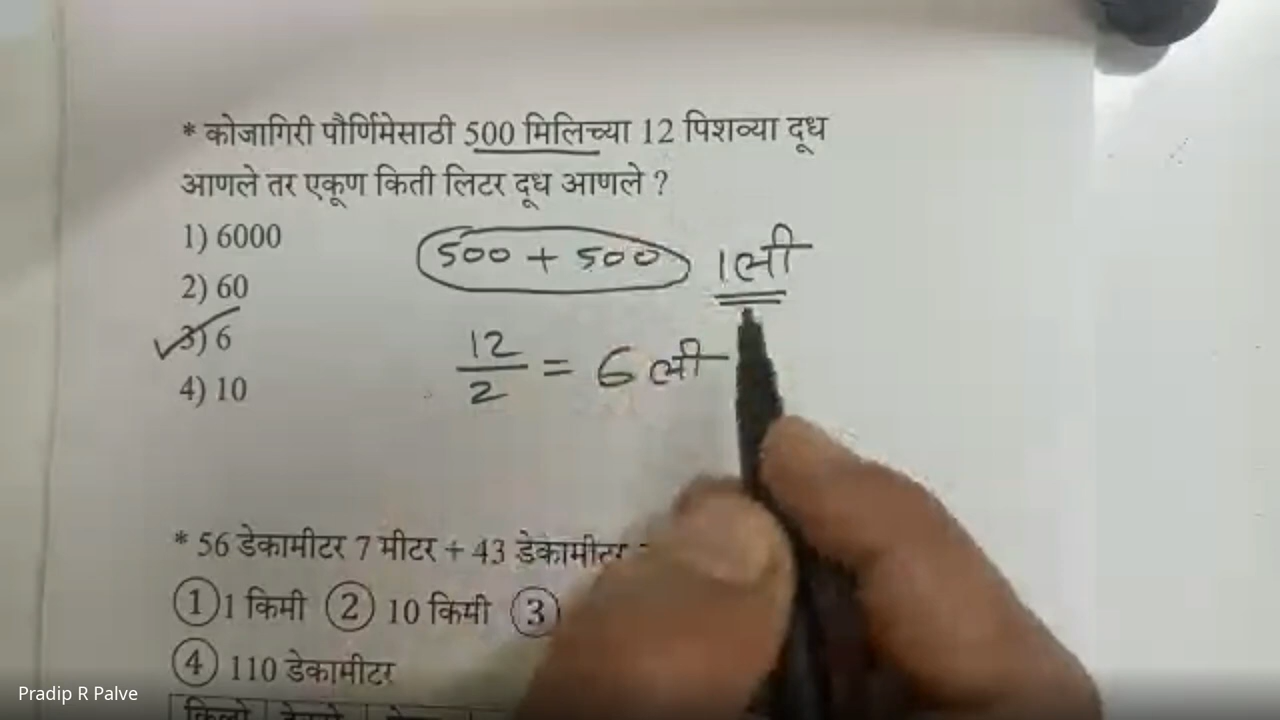 * कोजागिरी पौर्णिमेसाठी 500 मिलिच्या 12 पिशव्या दूध
आणले तर एकूण किती लिटर दूध आणले ?
1) 6000
2) 60
3) 6
4) 10
500 + 500 1ली
12
2
= 6 ली
* 56 डेकामीटर 7 मीटर + 43 डेकामीटर
1 1 किमी 2 10 किमी 3
4 110 डेकामीटर
Pradip R Palve